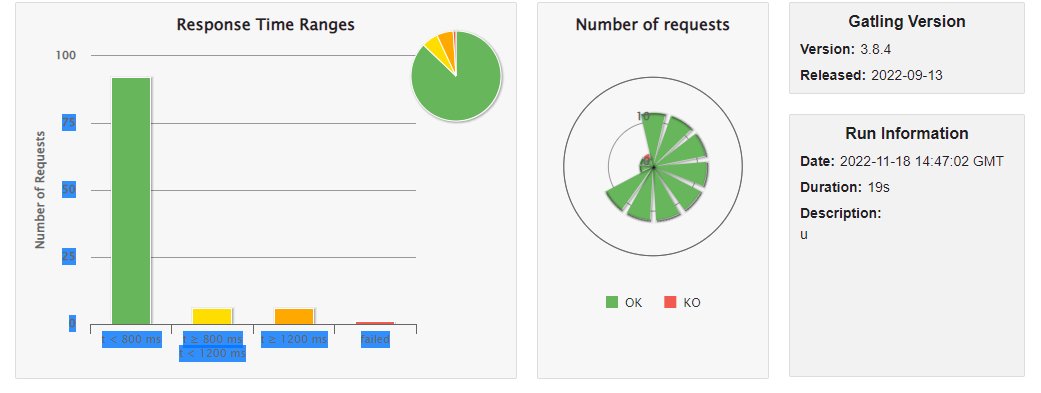 Response Time Ranges
100
75
50
25
0
Number of Requests
t < 800 ms
t ≥ 800 ms
t < 1200 ms
t ≥ 1200 ms
failed
Number of requests
10
0
OK
KO
Gatling Version
Version: 3.8.4
Released: 2022-09-13
Run Information
Date: 2022-11-18 14:47:02 GMT
Duration: 19s
Description:
u